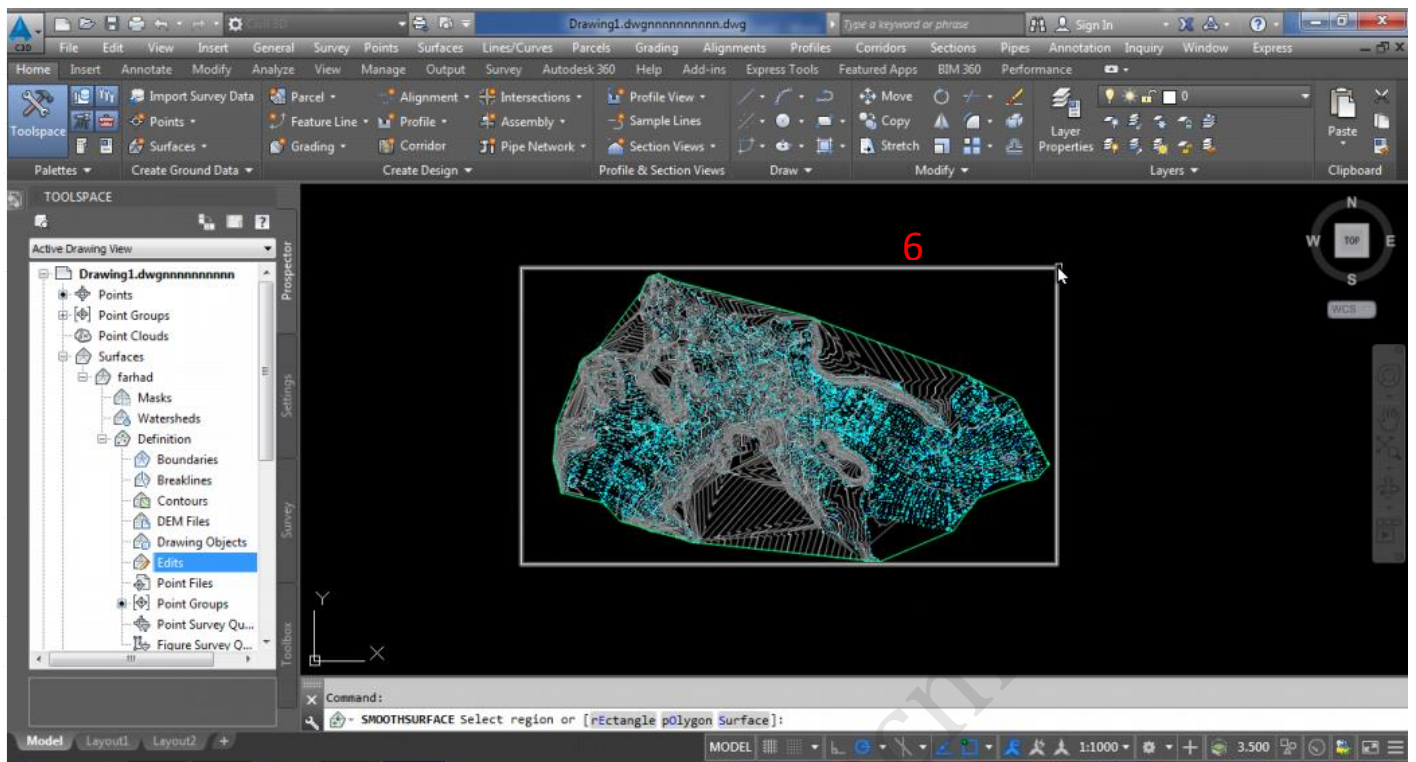 Civil 3D Drawing1.dwgnnnnnnnnnn.dwg Type a keyword or phrase Sign In
C3D File Edit View Insert General Survey Points Surfaces Lines/Curves Parcels Grading Alignments Profiles Corridors Sections Pipes Annotation Inquiry Window Express
Home Insert Annotate Modify Analyze View Manage Output Survey Autodesk 360 Help Add-ins Express Tools Featured Apps BIM 360 Performance
Import Survey Data Parcel Alignment Intersections Profile View Move 0
Toolspace Points Feature Line Profile Assembly Sample Lines Copy Layer Properties Paste
Surfaces Grading Corridor Pipe Network Section Views Stretch
Palettes Create Ground Data Create Design Profile & Section Views Draw Modify Layers Clipboard
TOOLSPACE
Active Drawing View
Prospector
Settings
Survey
Toolbox
Drawing1.dwgnnnnnnnnnn
Points
Point Groups
Point Clouds
Surfaces
farhad
Masks
Watersheds
Definition
Boundaries
Breaklines
Contours
DEM Files
Drawing Objects
Edits
Point Files
Point Groups
Point Survey Qu...
Figure Survey Q...
6
N
W TOP E
S
WCS
Y
X
Command:
SMOOTHSURFACE Select region or [rEctangle pOlygon Surface]:
Model Layout1 Layout2 + MODEL 1:1000 3.500